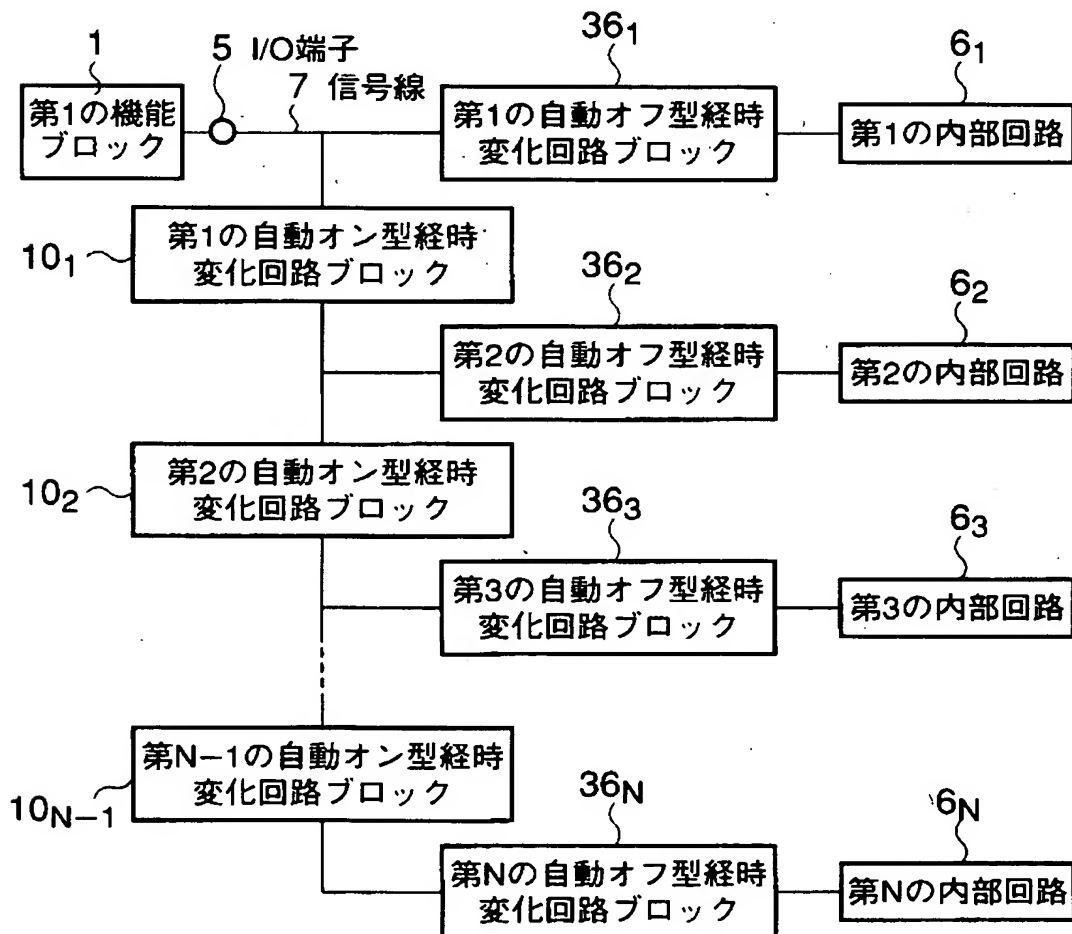 1
5 I/O端子
7 信号線
36₁
6₁
第1の機能
ブロック
第1の自動オフ型経時
変化回路ブロック
第1の内部回路
10₁
第1の自動オン型経時
変化回路ブロック
36₂
6₂
第2の自動オフ型経時
変化回路ブロック
第2の内部回路
10₂
第2の自動オン型経時
変化回路ブロック
36₃
6₃
第3の自動オフ型経時
変化回路ブロック
第3の内部回路
10N−1
第N−1の自動オン型経時
変化回路ブロック
36N
6N
第Nの自動オフ型経時
変化回路ブロック
第Nの内部回路